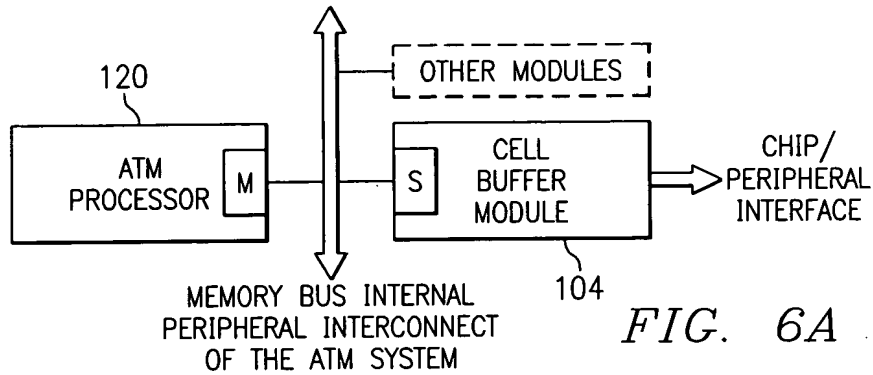 120
OTHER MODULES
ATM
PROCESSOR
M
S
CELL
BUFFER
MODULE
CHIP/
PERIPHERAL
INTERFACE
104
MEMORY BUS INTERNAL
PERIPHERAL INTERCONNECT
OF THE ATM SYSTEM
FIG. 6A